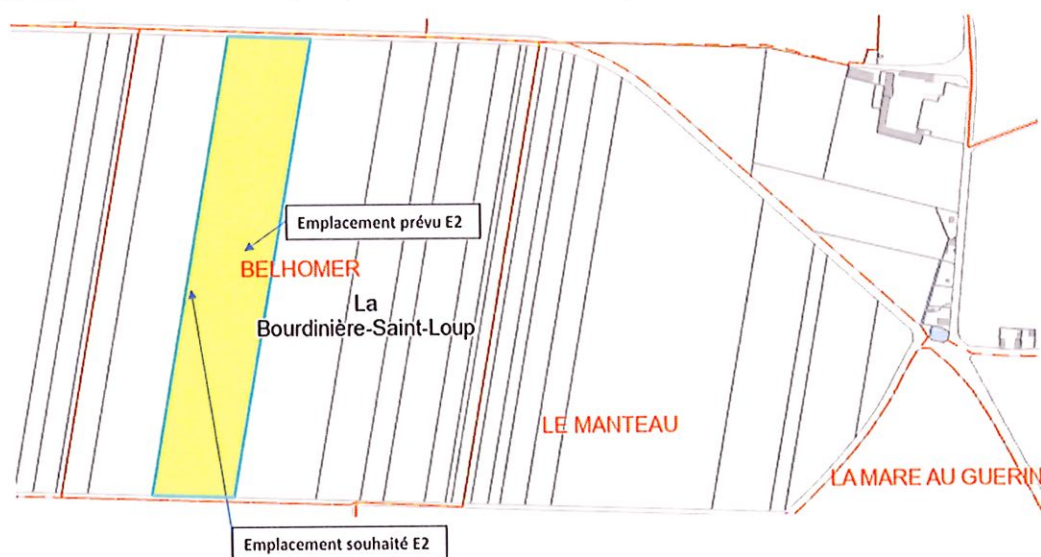 Emplacement prévu E2
BELHOMER
La
Bourdinière-Saint-Loup
LE MANTEAU
LA MARE AU GUERIN
Emplacement souhaité E2